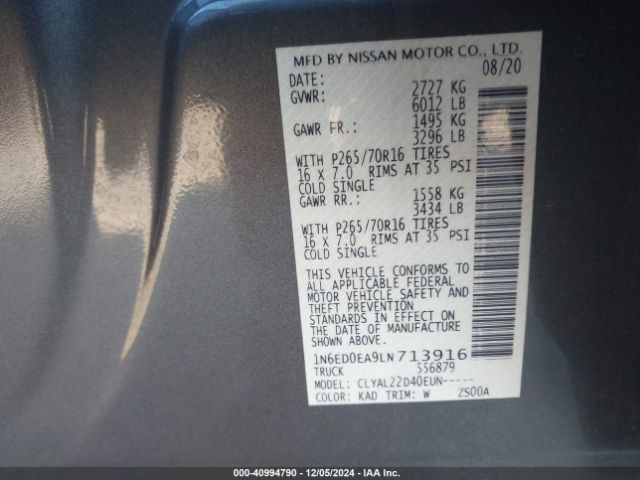 MFD BY NISSAN MOTOR CO., LTD.
DATE: 08/20
GVWR: 2727 KG
6012 LB
GAWR FR.: 1495 KG
3296 LB
WITH P265/70R16 TIRES
16 X 7.0 RIMS AT 35 PSI
COLD SINGLE
GAWR RR.: 1558 KG
3434 LB
WITH P265/70R16 TIRES
16 X 7.0 RIMS AT 35 PSI
COLD SINGLE
THIS VEHICLE CONFORMS TO
ALL APPLICABLE FEDERAL
MOTOR VEHICLE SAFETY AND
THEFT PREVENTION
STANDARDS IN EFFECT ON
THE DATE OF MANUFACTURE
SHOWN ABOVE.
1N6ED0EA9LN713916
TRUCK 556879
MODEL: CLYAL22D40EUN-----
COLOR: KAD TRIM: W ZS00A
000-40994790 - 12/05/2024 - IAAI.com